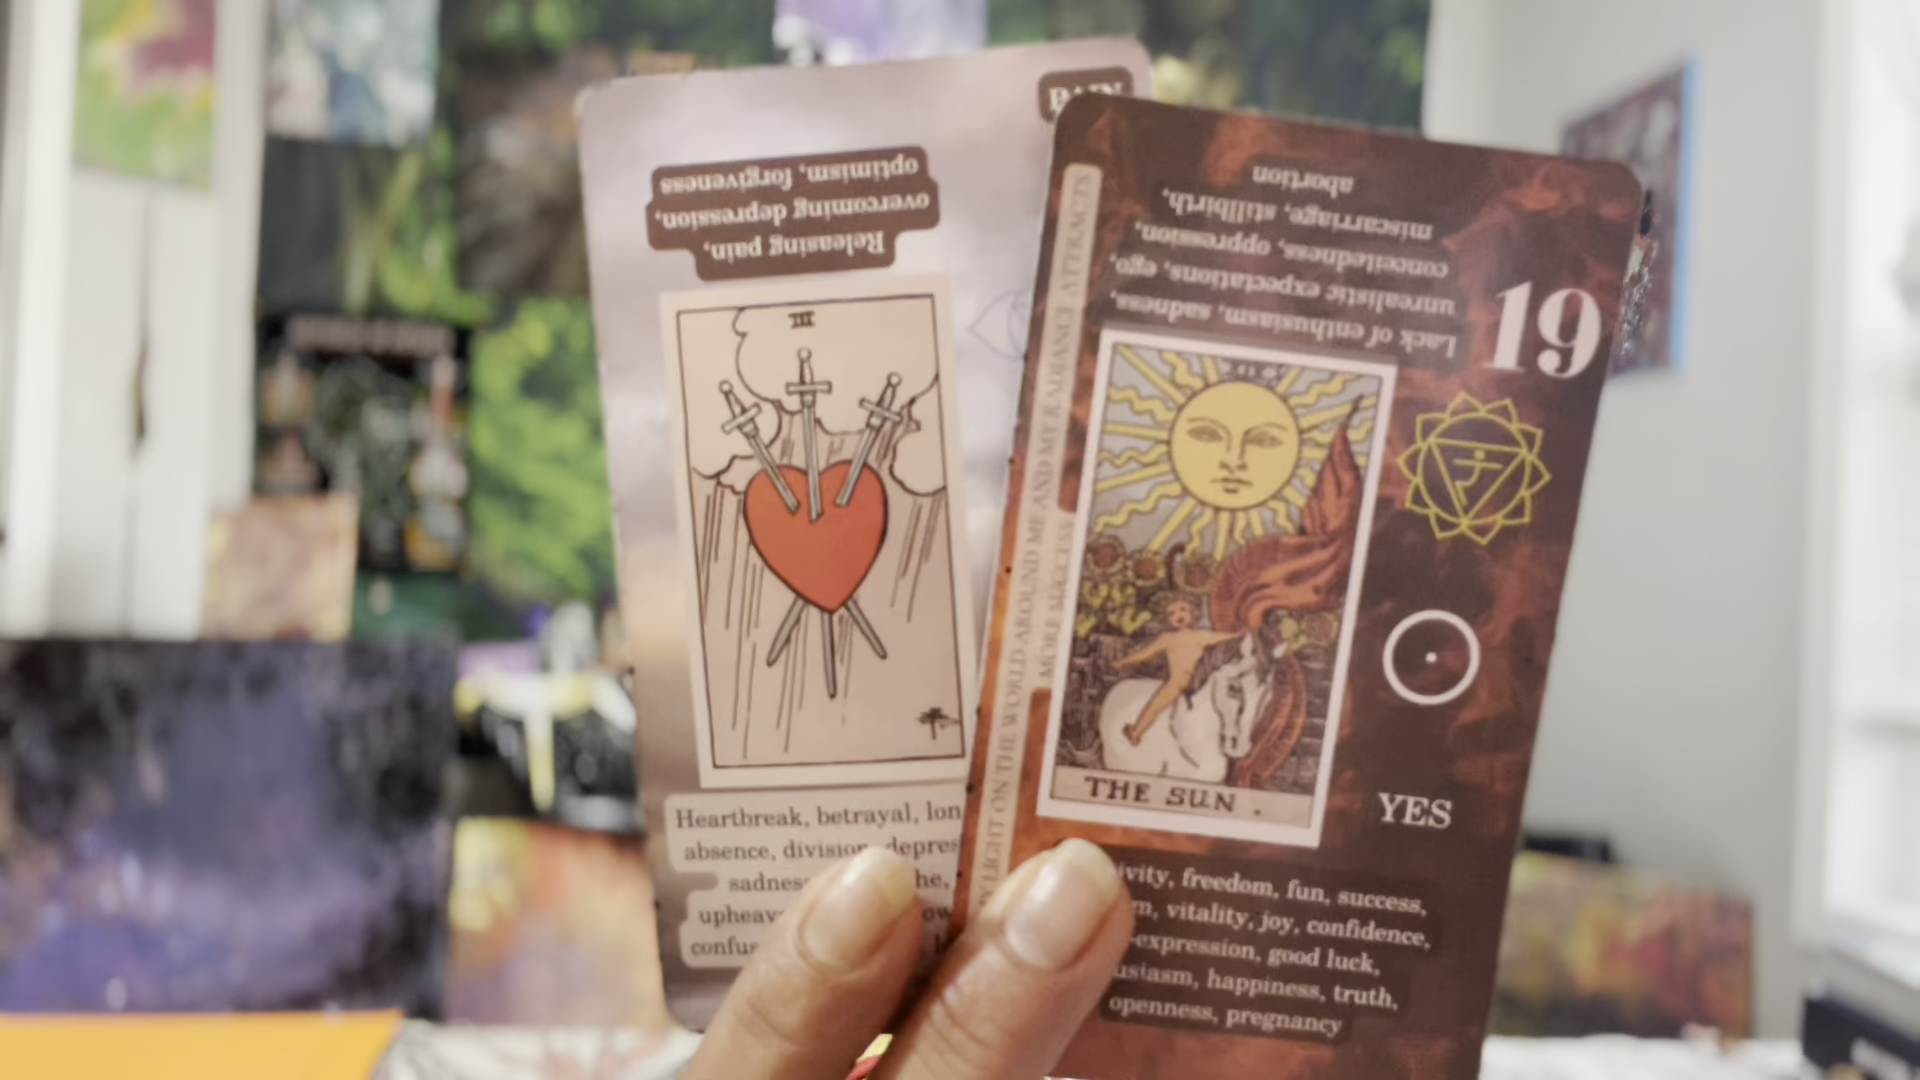 optimism, forgiveness
overcoming depression,
Releasing pain,
III
Heartbreak, betrayal, lon
absence, division, depres
sadnes he,
upheav ow
confus
abortion
miscarriage, stillbirth,
conceitedness, oppression,
unrealistic expectations, ego,
Lack of enthusiasm, sadness,
19
LIGHT ON THE WORLD AROUND ME AND MY RADIANCE ATTRACTS
MORE SUCCESS
THE SUN.
YES
ivity, freedom, fun, success,
m, vitality, joy, confidence,
-expression, good luck,
usiasm, happiness, truth,
openness, pregnancy